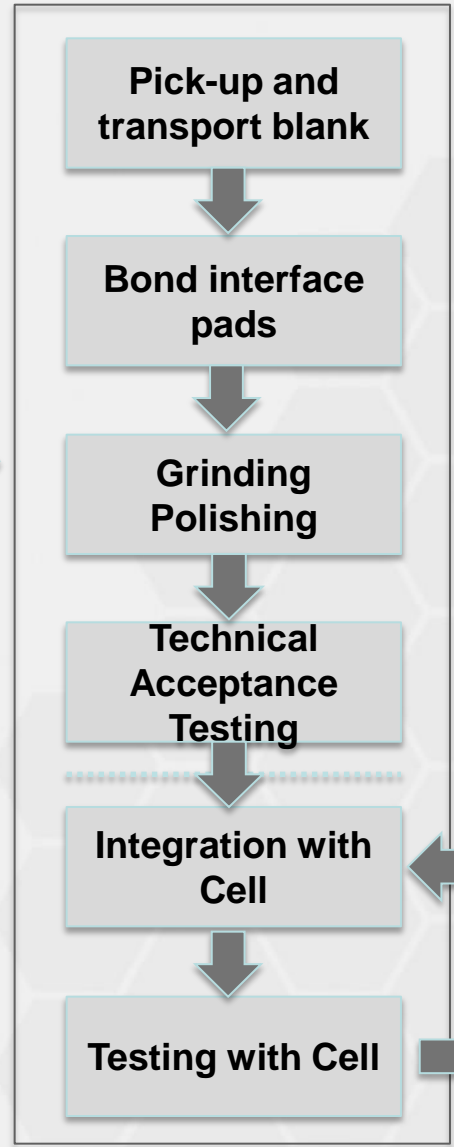 Pick-up and
transport blank
Bond interface
pads
Grinding
Polishing
Technical
Acceptance
Testing
Integration with
Cell
Testing with Cell